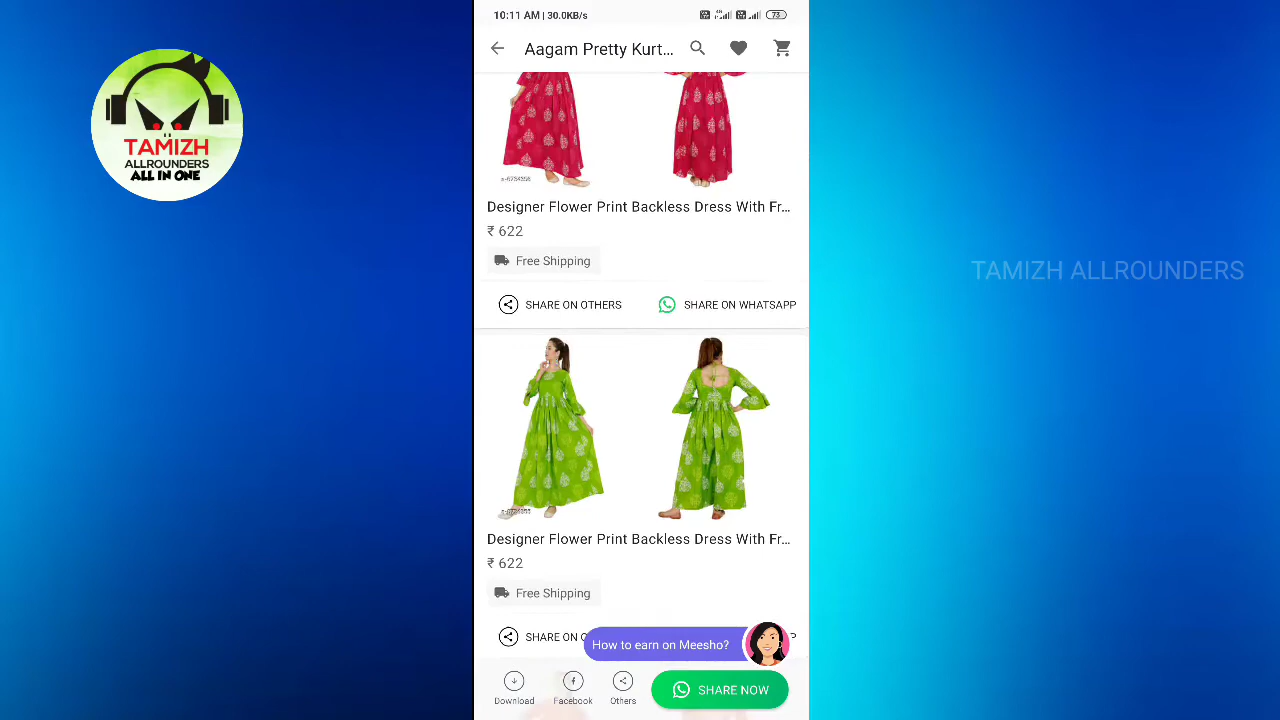 10:11 AM | 30.0KB/s
4G
73
Aagam Pretty Kurt...
TAMIZH
ALLROUNDERS
ALL IN ONE
Designer Flower Print Backless Dress With Fr...
₹ 622
Free Shipping
SHARE ON OTHERS
SHARE ON WHATSAPP
TAMIZH ALLROUNDERS
Designer Flower Print Backless Dress With Fr...
₹ 622
Free Shipping
SHARE ON O
P
How to earn on Meesho?
Download
Facebook
Others
SHARE NOW